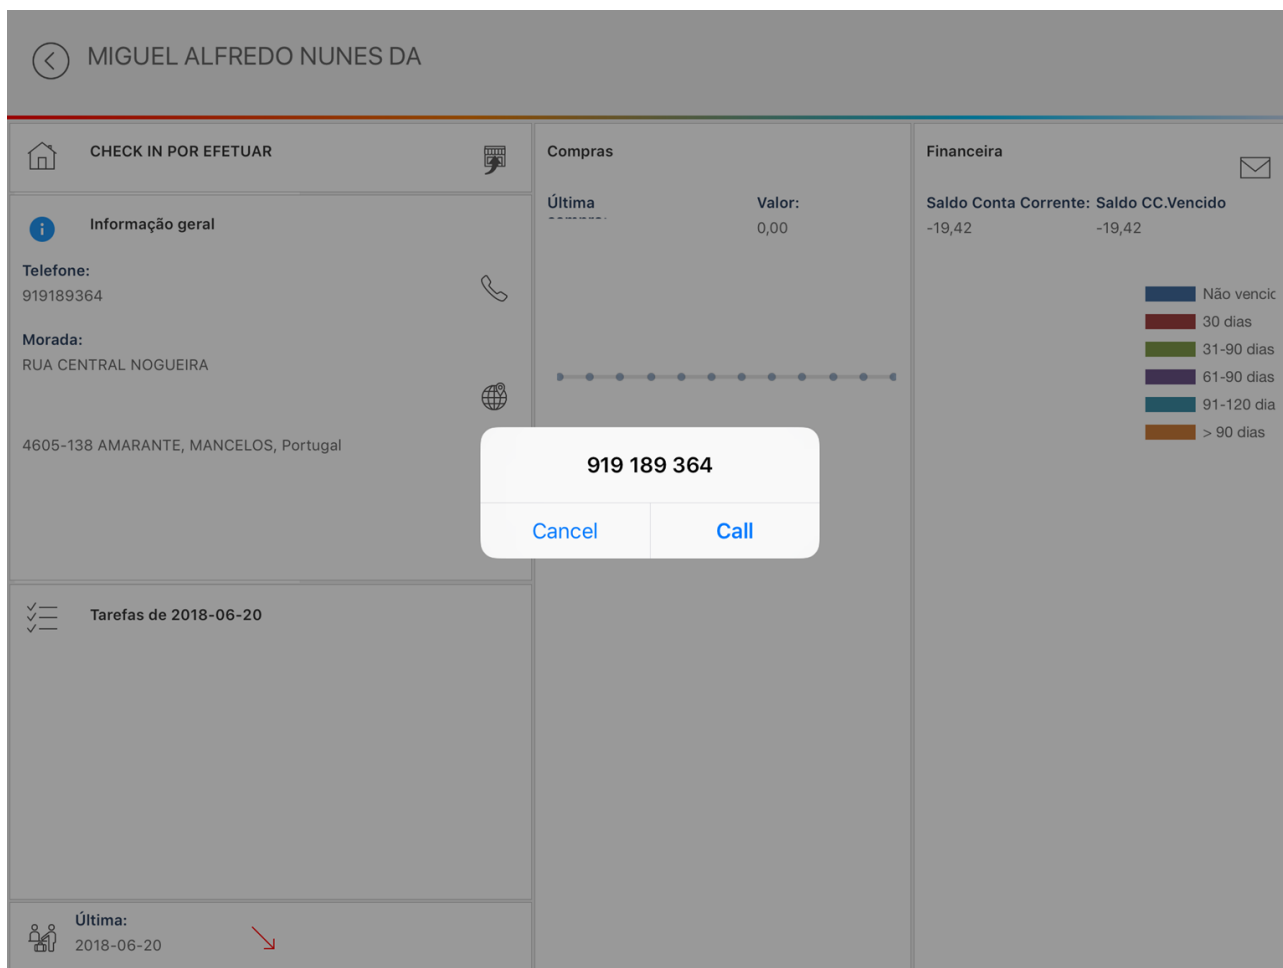 MIGUEL ALFREDO NUNES DA
CHECK IN POR EFETUAR
Informação geral
Telefone:
919189364
Morada:
RUA CENTRAL NOGUEIRA
4605-138 AMARANTE, MANCELOS, Portugal
Tarefas de 2018-06-20
Última:
2018-06-20
Compras
Última
Valor:
0,00
Financeira
Saldo Conta Corrente: Saldo CC.Vencido
-19,42 -19,42
Não vencic
30 dias
31-90 dias
61-90 dias
91-120 dia
> 90 dias
919 189 364
Cancel Call